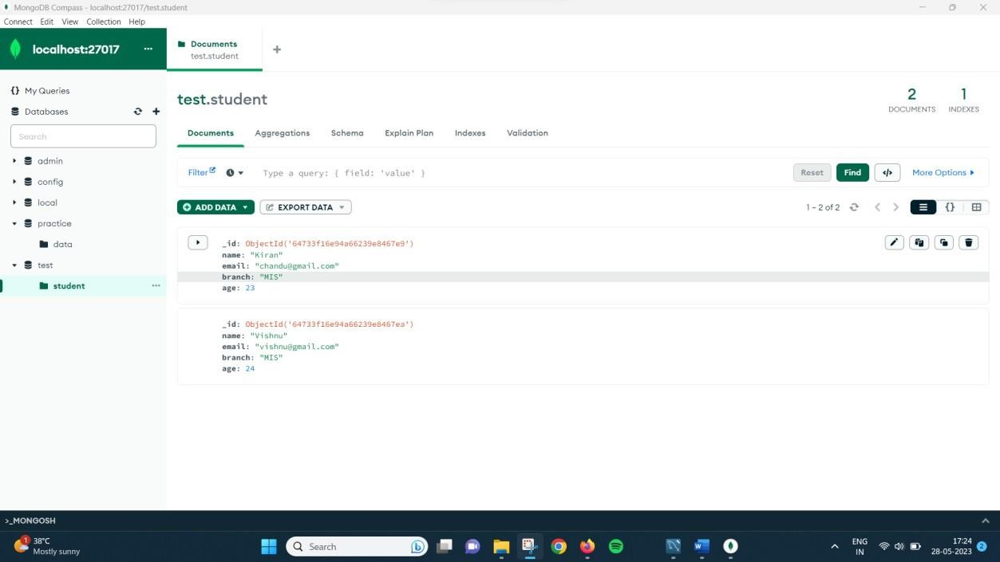 MongoDB Compass - localhost:27017/test.student
Connect Edit View Collection Help
localhost:27017 ...
Documents
test.student
{} My Queries
Databases
Search
admin
config
local
practice
data
test
student
test.student
2
DOCUMENTS
1
INDEXES
Documents Aggregations Schema Explain Plan Indexes Validation
Filter Type a query: { field: 'value' } Reset Find </> More Options
ADD DATA EXPORT DATA 1 – 2 of 2 {}
_id: ObjectId('64733f16e94a66239e8467e9')
name: "Kiran"
email: "chandu@gmail.com"
branch: "MIS"
age: 23
_id: ObjectId('64733f16e94a66239e8467ea')
name: "Vishnu"
email: "vishnu@gmail.com"
branch: "MIS"
age: 24
>_MONGOSH
1
38°C
Mostly sunny
Search
ENG
IN
17:24
28-05-2023
2